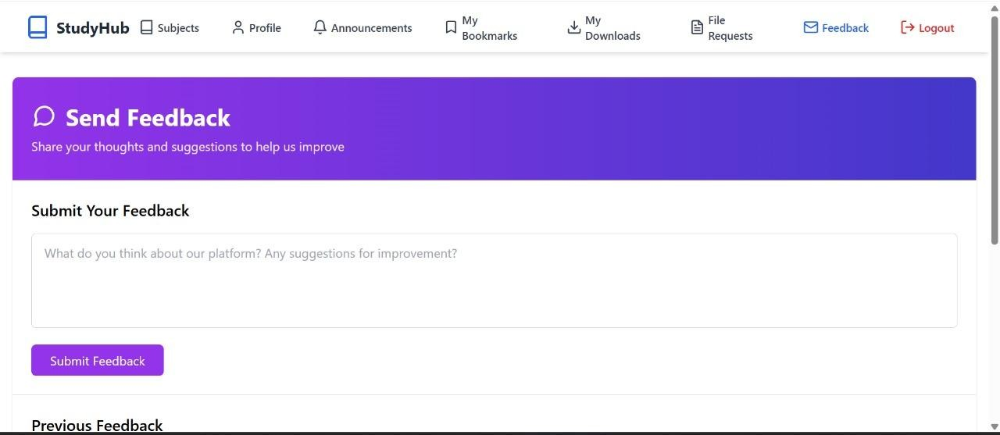 StudyHub
Subjects
Profile
Announcements
My
Bookmarks
My
Downloads
File
Requests
Feedback
Logout
Send Feedback
Share your thoughts and suggestions to help us improve
Submit Your Feedback
What do you think about our platform? Any suggestions for improvement?
Submit Feedback
Previous Feedback